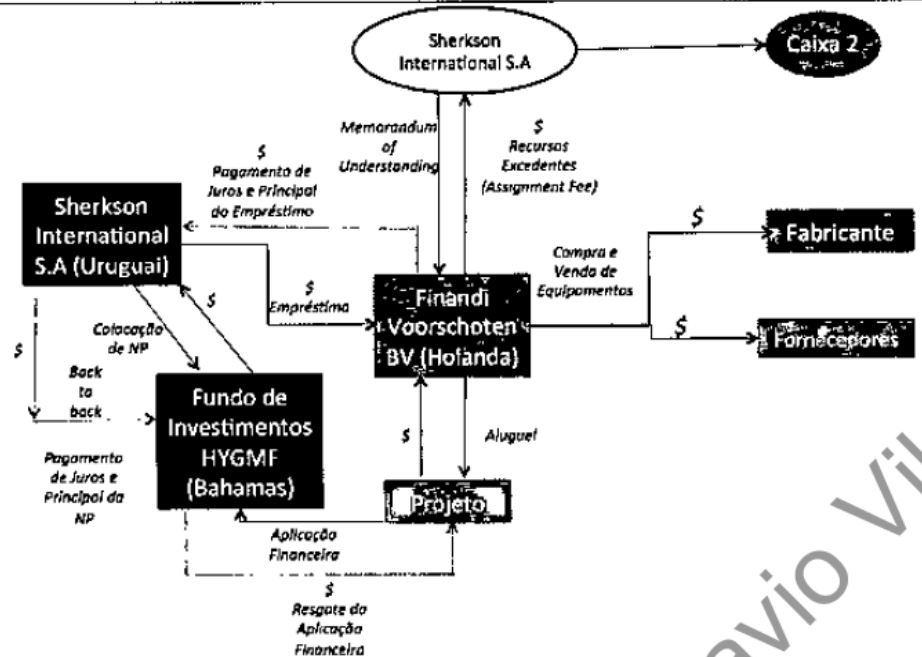 Sherkson
International S.A
Caixa 2
Memorandum
of
Understanding
$
Recursos
Excedentes
(Assignment Fee)
$
Pagamento de
Juros e Principal
do Empréstimo
Sherkson
International
S.A (Uruguai)
$
Empréstimo
Finandi
Voorschoten
BV (Holanda)
Compra e
Venda de
Equipamentos
$
Fabricante
$
Fornecedores
$
Colocação
de NP
$
Back
to
back
Fundo de
Investimentos
HYGMF
(Bahamas)
Pagamento
de Juros e
Principal da
NP
$
Aluguel
Projeto
Aplicação
Financeira
$
Resgate da
Aplicação
Financeira